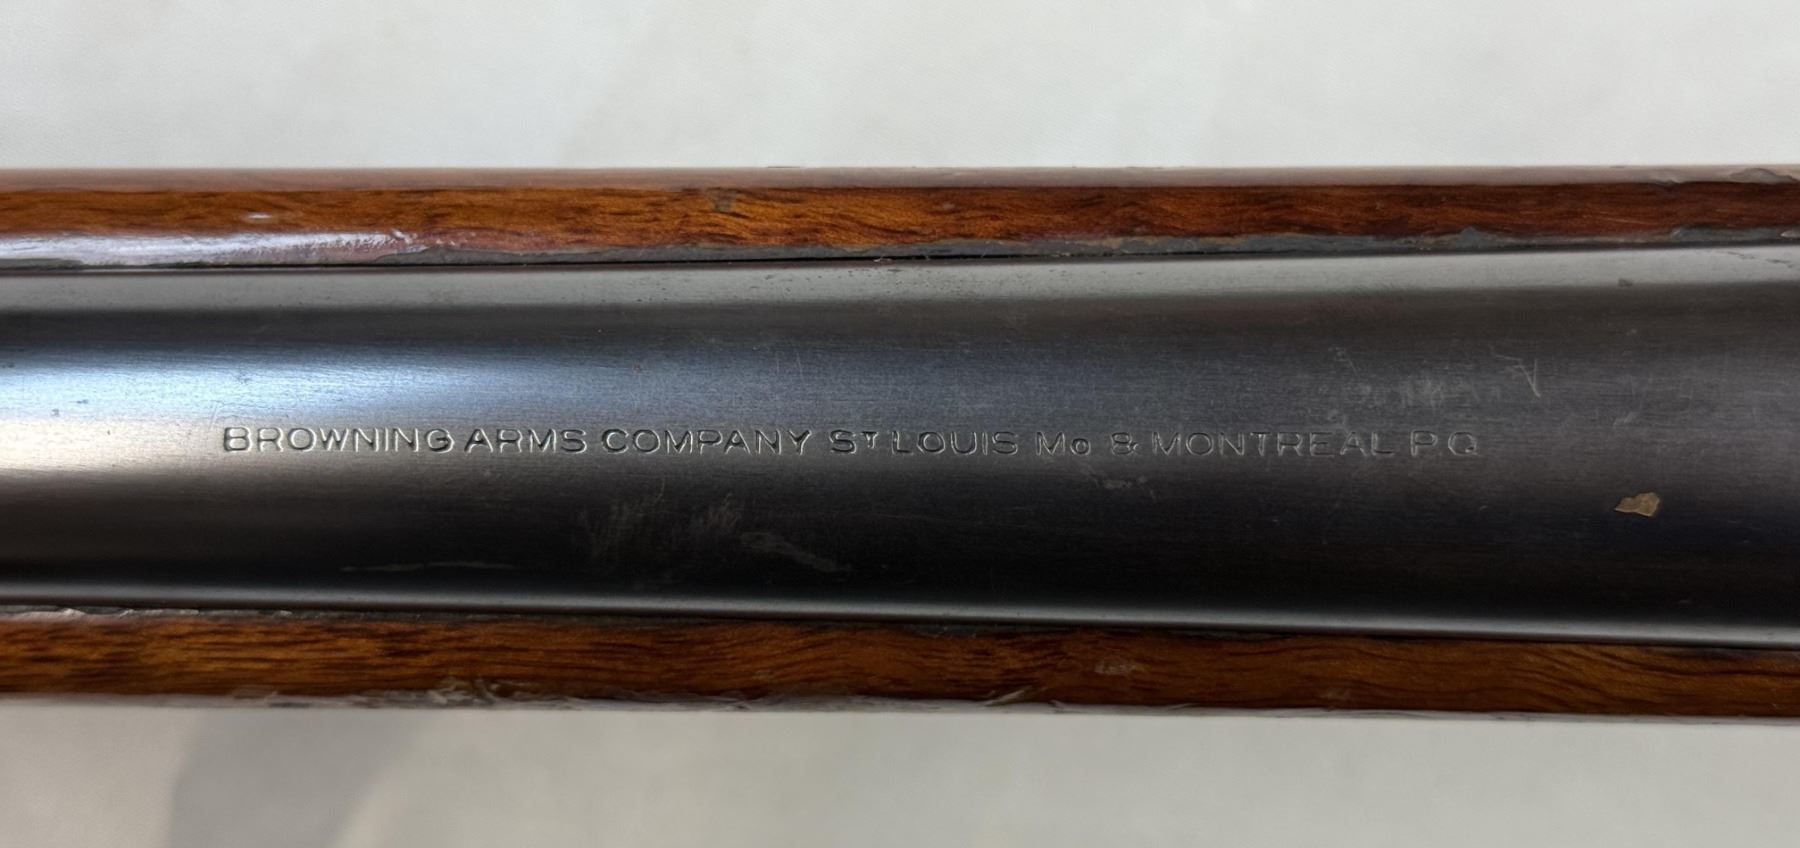 BROWNING ARMS COMPANY ST LOUIS Mo & MONTREAL P.Q.